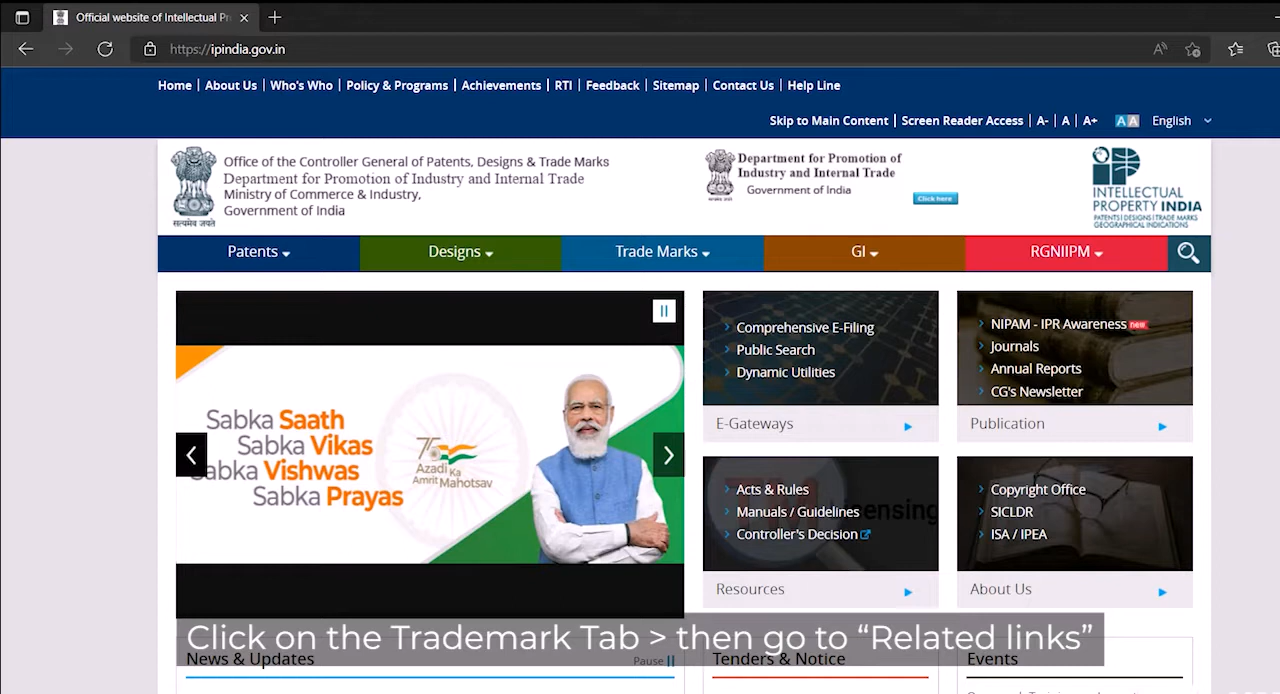 Official website of Intellectual Pr
https://ipindia.gov.in
Home | About Us | Who's Who | Policy & Programs | Achievements | RTI | Feedback | Sitemap | Contact Us | Help Line
Skip to Main Content | Screen Reader Access | A- | A | A+ A A English
सत्यमेव जयते
Office of the Controller General of Patents, Designs & Trade Marks
Department for Promotion of Industry and Internal Trade
Ministry of Commerce & Industry,
Government of India
Department for Promotion of
Industry and Internal Trade
Government of India
Click here
INTELLECTUAL
PROPERTY INDIA
PATENTS | DESIGNS | TRADE MARKS
GEOGRAPHICAL INDICATIONS
Patents
Designs
Trade Marks
GI
RGNIIPM
Sabka Saath
Sabka Vikas
abka Vishwas
Sabka Prayas
75
Azadi Ka
Amrit Mahotsav
Comprehensive E-Filing
Public Search
Dynamic Utilities
E-Gateways
NIPAM - IPR Awareness new
Journals
Annual Reports
CG's Newsletter
Publication
Acts & Rules
Manuals / Guidelines
Controller's Decision
TM ensing
Resources
Copyright Office
SICLDR
ISA / IPEA
About Us
Click on the Trademark Tab > then go to “Related links”
News & Updates
Pause
Tenders & Notice
Events